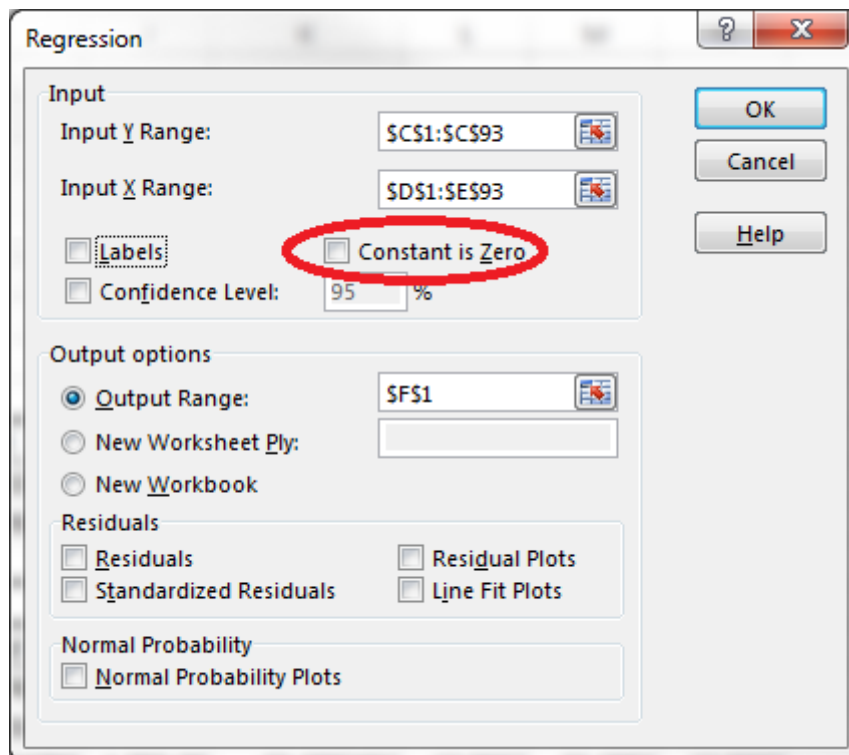 Regression
Input
Input Y Range: $C$1:$C$93
Input X Range: $D$1:$E$93
Labels Constant is Zero
Confidence Level: 95 %
OK
Cancel
Help
Output options
Output Range: $F$1
New Worksheet Ply:
New Workbook
Residuals
Residuals Residual Plots
Standardized Residuals Line Fit Plots
Normal Probability
Normal Probability Plots